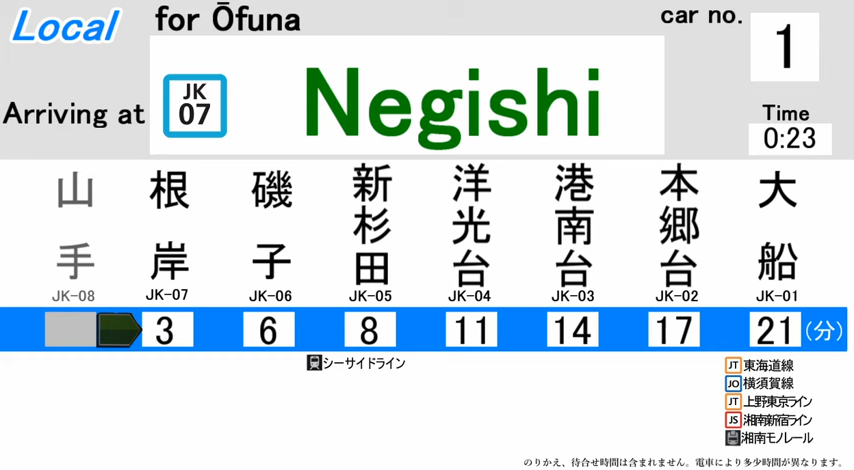 Local
for Ōfuna
car no.
1
Arriving at
JK
07
Negishi
Time
0:23
山手
根岸
磯子
新杉田
洋光台
港南台
本郷台
大船
JK-08
JK-07
JK-06
JK-05
JK-04
JK-03
JK-02
JK-01
3
6
8
11
14
17
21
(分)
シーサイドライン
JT 東海道線
JO 横須賀線
JT 上野東京ライン
JS 湘南新宿ライン
湘南モノレール
のりかえ、待合せ時間は含まれません。電車により多少時間が異なります。